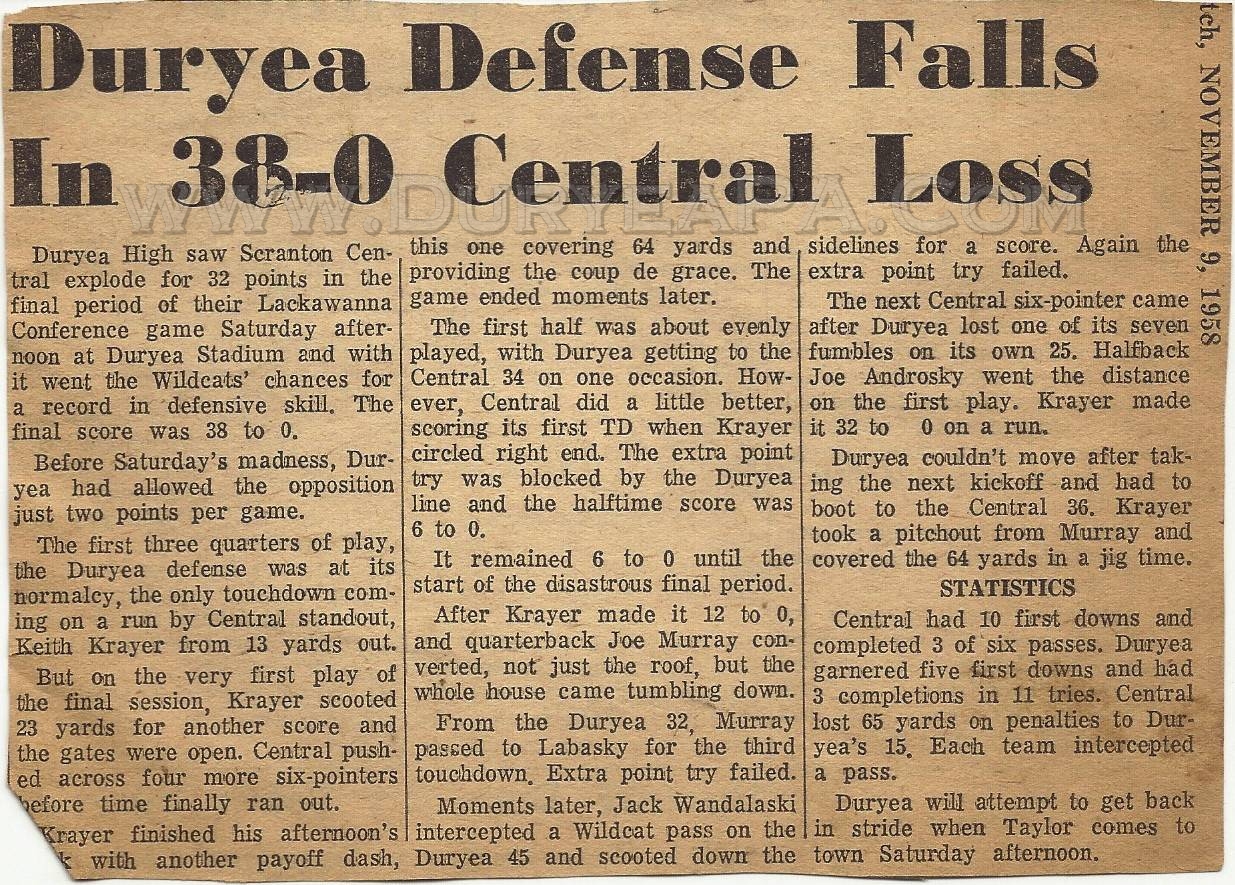 Duryea Defense Falls
In 38-0 Central Loss
tch, NOVEMBER 9, 1958
www.DuryeaPA.com
Duryea High saw Scranton Cen-
tral explode for 32 points in the
final period of their Lackawanna
Conference game Saturday after-
noon at Duryea Stadium and with
it went the Wildcats' chances for
a record in defensive skill. The
final score was 38 to 0.
Before Saturday's madness, Dur-
yea had allowed the opposition
just two points per game.
The first three quarters of play,
the Duryea defense was at its
normalcy, the only touchdown com-
ing on a run by Central standout,
Keith Krayer from 13 yards out.
But on the very first play of
the final session, Krayer scooted
23 yards for another score and
the gates were open. Central push-
ed across four more six-pointers
before time finally ran out.
Krayer finished his afternoon's
k with another payoff dash,
this one covering 64 yards and
providing the coup de grace. The
game ended moments later.
The first half was about evenly
played, with Duryea getting to the
Central 34 on one occasion. How-
ever, Central did a little better,
scoring its first TD when Krayer
circled right end. The extra point
try was blocked by the Duryea
line and the halftime score was
6 to 0.
It remained 6 to 0 until the
start of the disastrous final period.
After Krayer made it 12 to 0,
and quarterback Joe Murray con-
verted, not just the roof, but the
whole house came tumbling down.
From the Duryea 32, Murray
passed to Labasky for the third
touchdown. Extra point try failed.
Moments later, Jack Wandalaski
intercepted a Wildcat pass on the
Duryea 45 and scooted down the
sidelines for a score. Again the
extra point try failed.
The next Central six-pointer came
after Duryea lost one of its seven
fumbles on its own 25. Halfback
Joe Androsky went the distance
on the first play. Krayer made
it 32 to 0 on a run.
Duryea couldn't move after tak-
ing the next kickoff and had to
boot to the Central 36. Krayer
took a pitchout from Murray and
covered the 64 yards in a jig time.
STATISTICS
Central had 10 first downs and
completed 3 of six passes. Duryea
garnered five first downs and had
3 completions in 11 tries. Central
lost 65 yards on penalties to Dur-
yea's 15. Each team intercepted
a pass.
Duryea will attempt to get back
in stride when Taylor comes to
town Saturday afternoon.